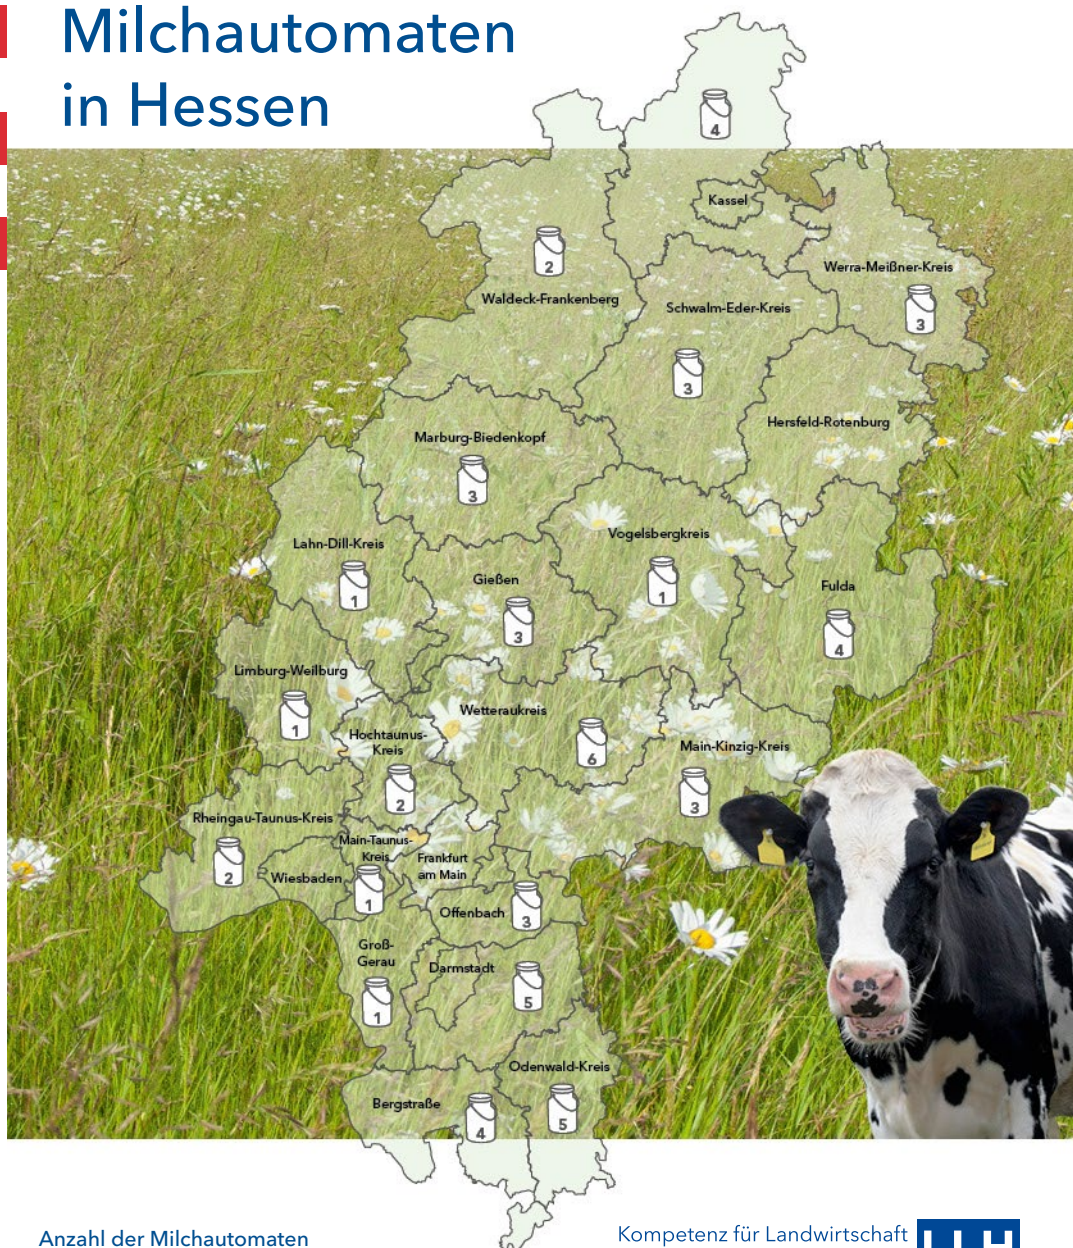 Milchautomaten
in Hessen
4
Kassel
2
Waldeck-Frankenberg
Werra-Meißner-Kreis
3
Schwalm-Eder-Kreis
3
Hersfeld-Rotenburg
Marburg-Biedenkopf
3
Lahn-Dill-Kreis
1
Gießen
3
Vogelsbergkreis
1
Fulda
4
Limburg-Weilburg
1
Wetteraukreis
6
Hochtaunus-
Kreis
2
Main-Kinzig-Kreis
3
Rheingau-Taunus-Kreis
2
Main-Taunus-
Kreis
1
Wiesbaden
Frankfurt
am Main
Offenbach
3
Groß-
Gerau
1
Darmstadt
5
Odenwald-Kreis
5
Bergstraße
4
Anzahl der Milchautomaten
Kompetenz für Landwirtschaft